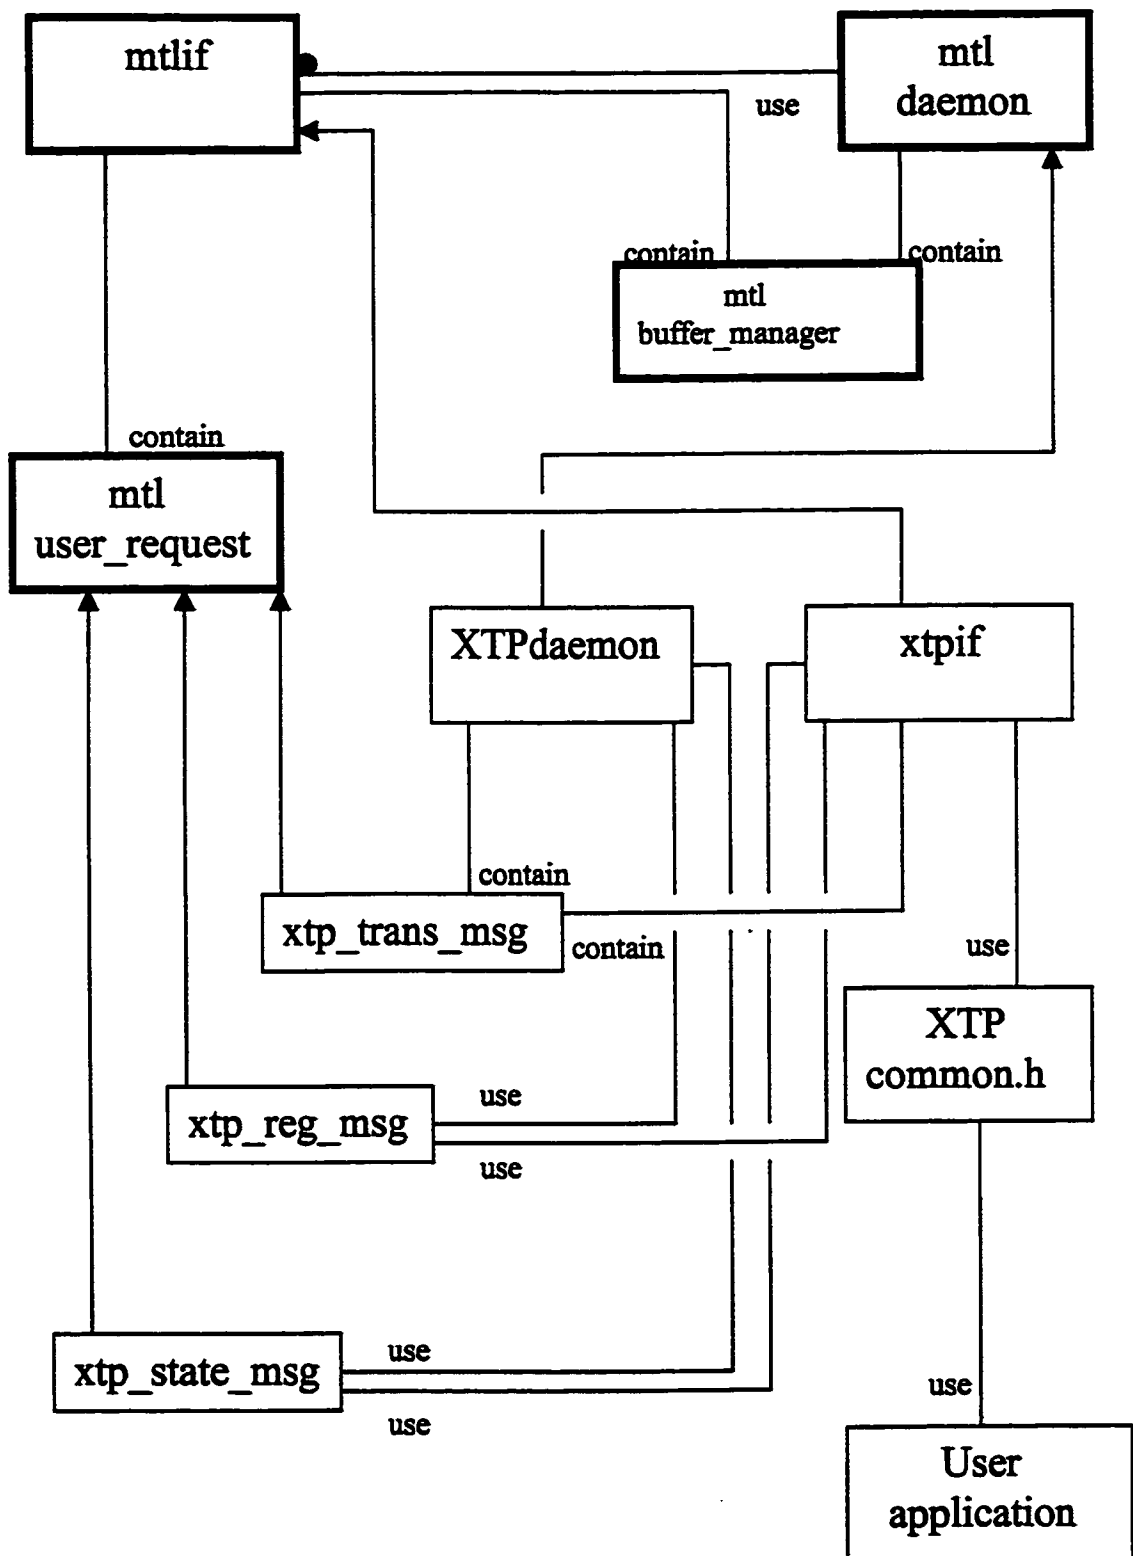 mtlif
mtl
daemon
use
contain
contain
mtl
buffer_manager
contain
mtl
user_request
XTPdaemon
xtpif
contain
xtp_trans_msg
contain
use
XTP
common.h
use
xtp_reg_msg
use
use
xtp_state_msg
use
use
User
application